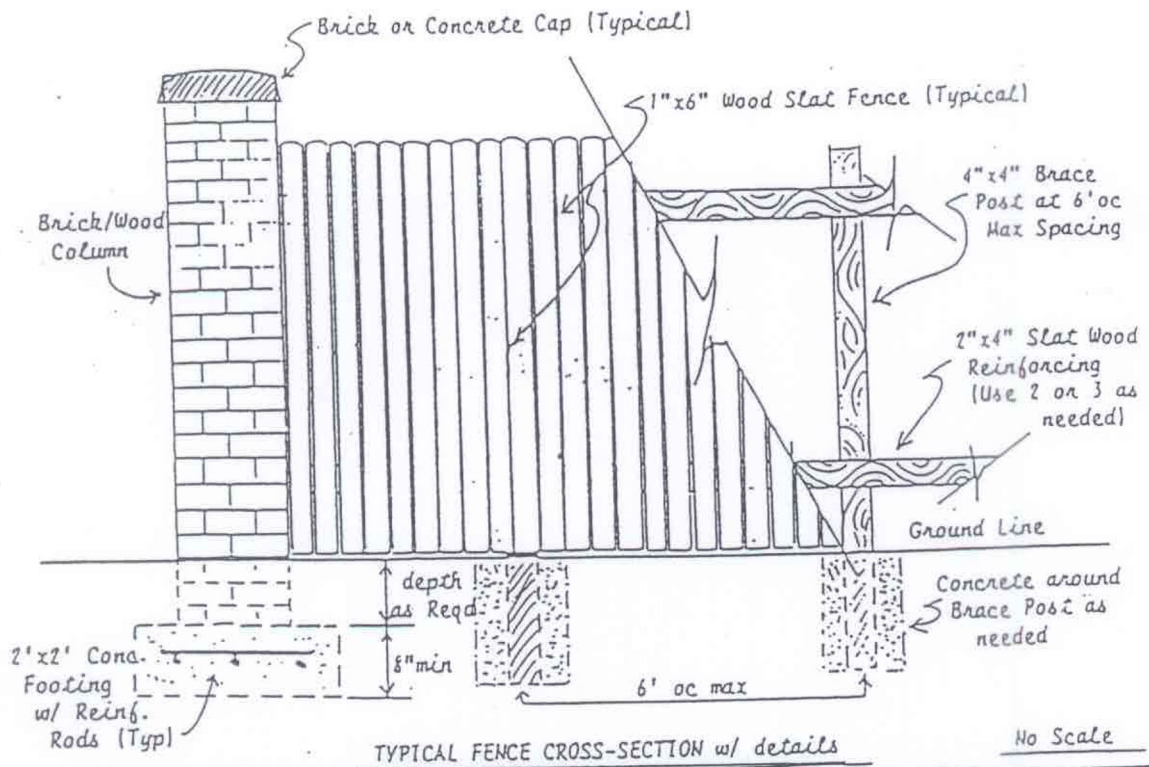 Brick or Concrete Cap (Typical)
1"x6" Wood Slat Fence (Typical)
4"x4" Brace
Post at 6'oc
Max Spacing
Brick/Wood
Column
2"x4" Slat Wood
Reinforcing
(Use 2 or 3 as
needed)
Ground Line
depth
as Reqd
Concrete around
Brace Post as
needed
2'x2' Conc.
Footing
w/ Reinf.
Rods (Typ)
8"min
6' oc max
TYPICAL FENCE CROSS-SECTION w/ details
No Scale